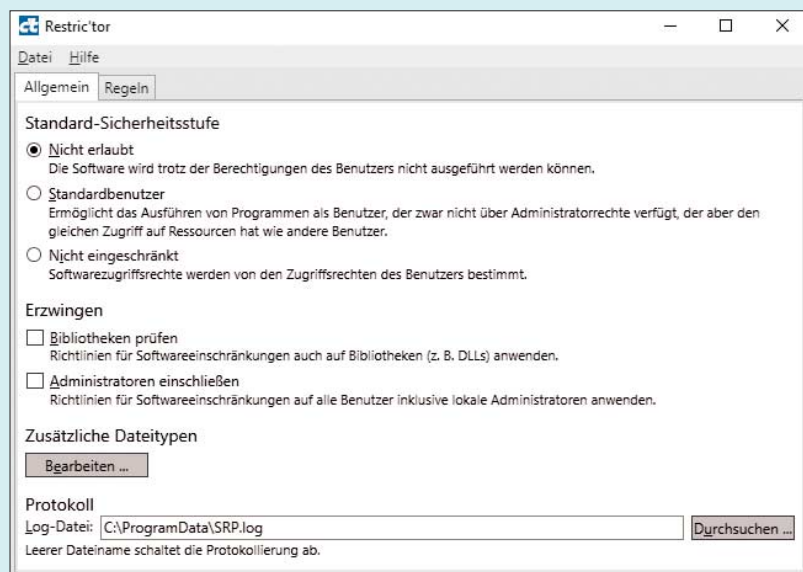 ct Restric'tor
Datei Hilfe
Allgemein Regeln
Standard-Sicherheitsstufe
Nicht erlaubt
Die Software wird trotz der Berechtigungen des Benutzers nicht ausgeführt werden können.
Standardbenutzer
Ermöglicht das Ausführen von Programmen als Benutzer, der zwar nicht über Administratorrechte verfügt, der aber den
gleichen Zugriff auf Ressourcen hat wie andere Benutzer.
Nicht eingeschränkt
Softwarezugriffsrechte werden von den Zugriffsrechten des Benutzers bestimmt.
Erzwingen
Bibliotheken prüfen
Richtlinien für Softwareeinschränkungen auch auf Bibliotheken (z. B. DLLs) anwenden.
Administratoren einschließen
Richtlinien für Softwareeinschränkungen auf alle Benutzer inklusive lokale Administratoren anwenden.
Zusätzliche Dateitypen
Bearbeiten ...
Protokoll
Log-Datei: C:\ProgramData\SRP.log Durchsuchen ...
Leerer Dateiname schaltet die Protokollierung ab.